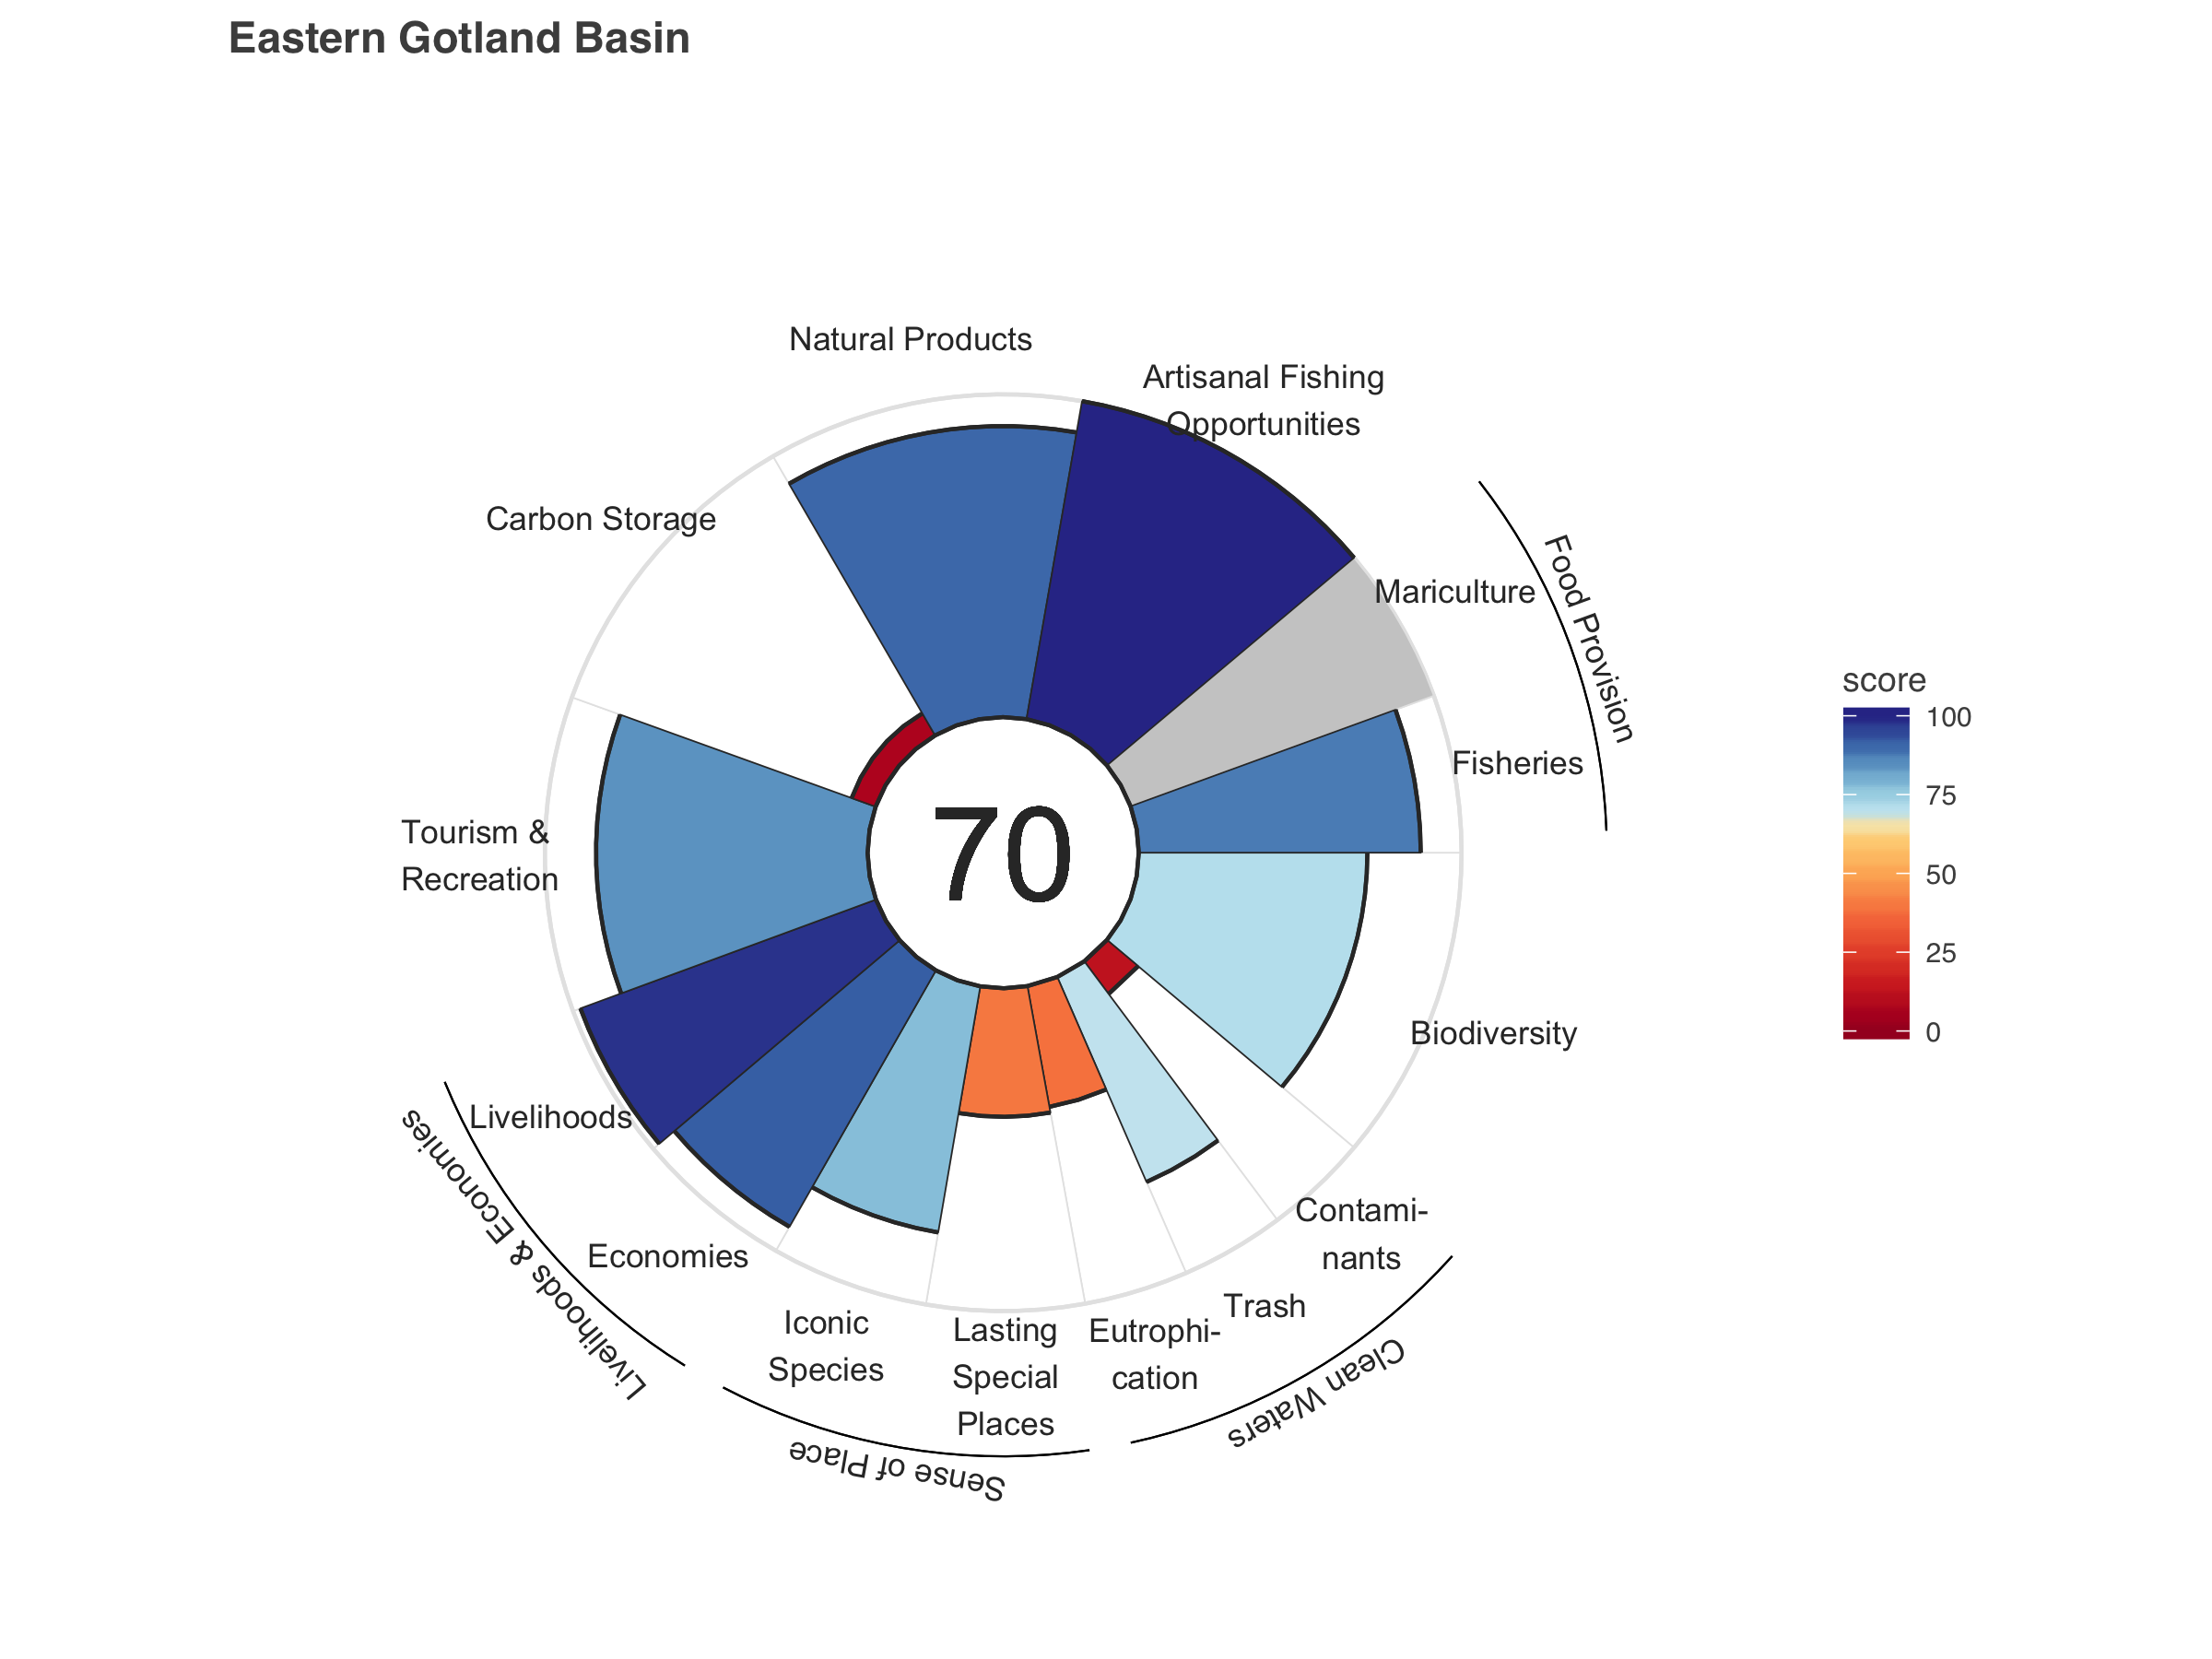 Eastern Gotland Basin
Natural Products
Artisanal Fishing
Opportunities
Carbon Storage
Mariculture
Food Provision
Fisheries
score
100
75
50
25
0
70
Tourism &
Recreation
Biodiversity
Livelihoods
Livelihoods & Economies
Economies
Contami-
nants
Trash
Clean Waters
Iconic
Species
Lasting
Special
Places
Eutrophi-
cation
Sense of Place